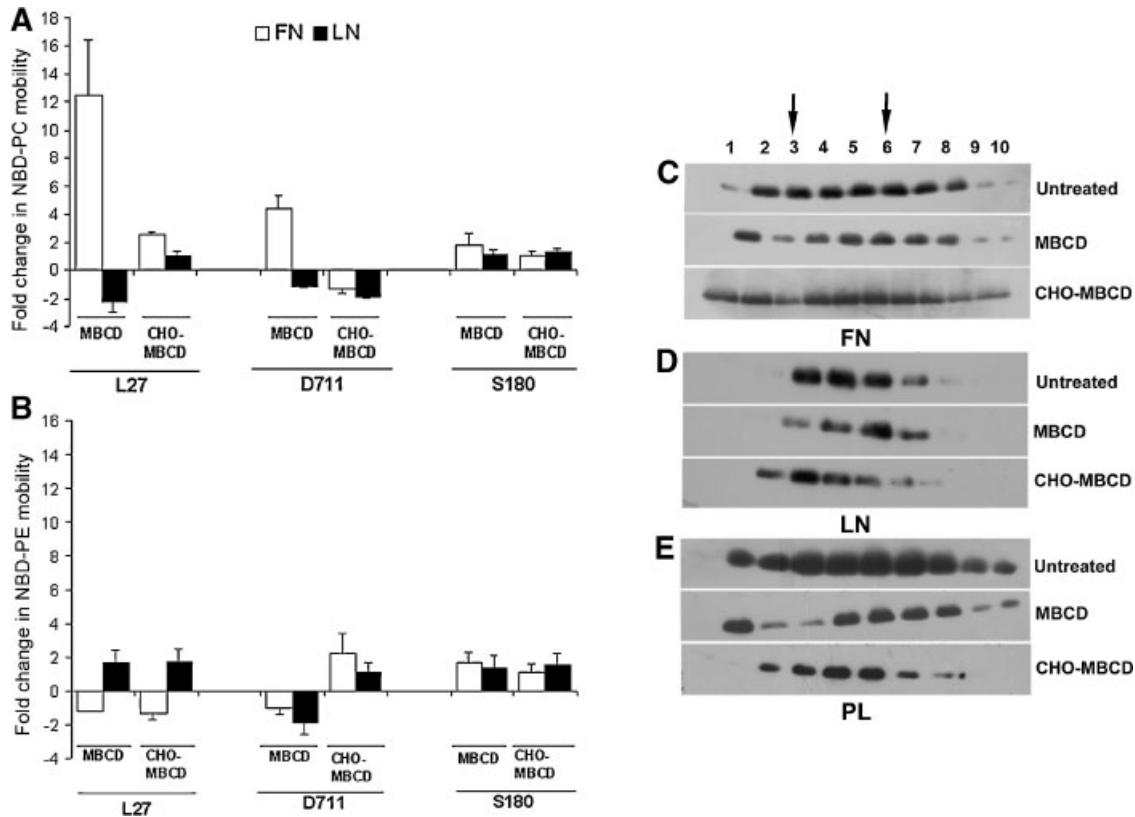 A
FN LN
Fold change in NBD-PC mobility
18
16
14
12
10
8
6
4
2
0
-2
-4
MBCD CHO-MBCD MBCD CHO-MBCD MBCD CHO-MBCD
L27 D711 S180
B
Fold change in NBD-PE mobility
16
14
12
10
8
6
4
2
0
-2
-4
MBCD CHO-MBCD MBCD CHO-MBCD MBCD CHO-MBCD
L27 D711 S180
1 2 3 4 5 6 7 8 9 10
C
Untreated
MBCD
CHO-MBCD
FN
D
Untreated
MBCD
CHO-MBCD
LN
E
Untreated
MBCD
CHO-MBCD
PL